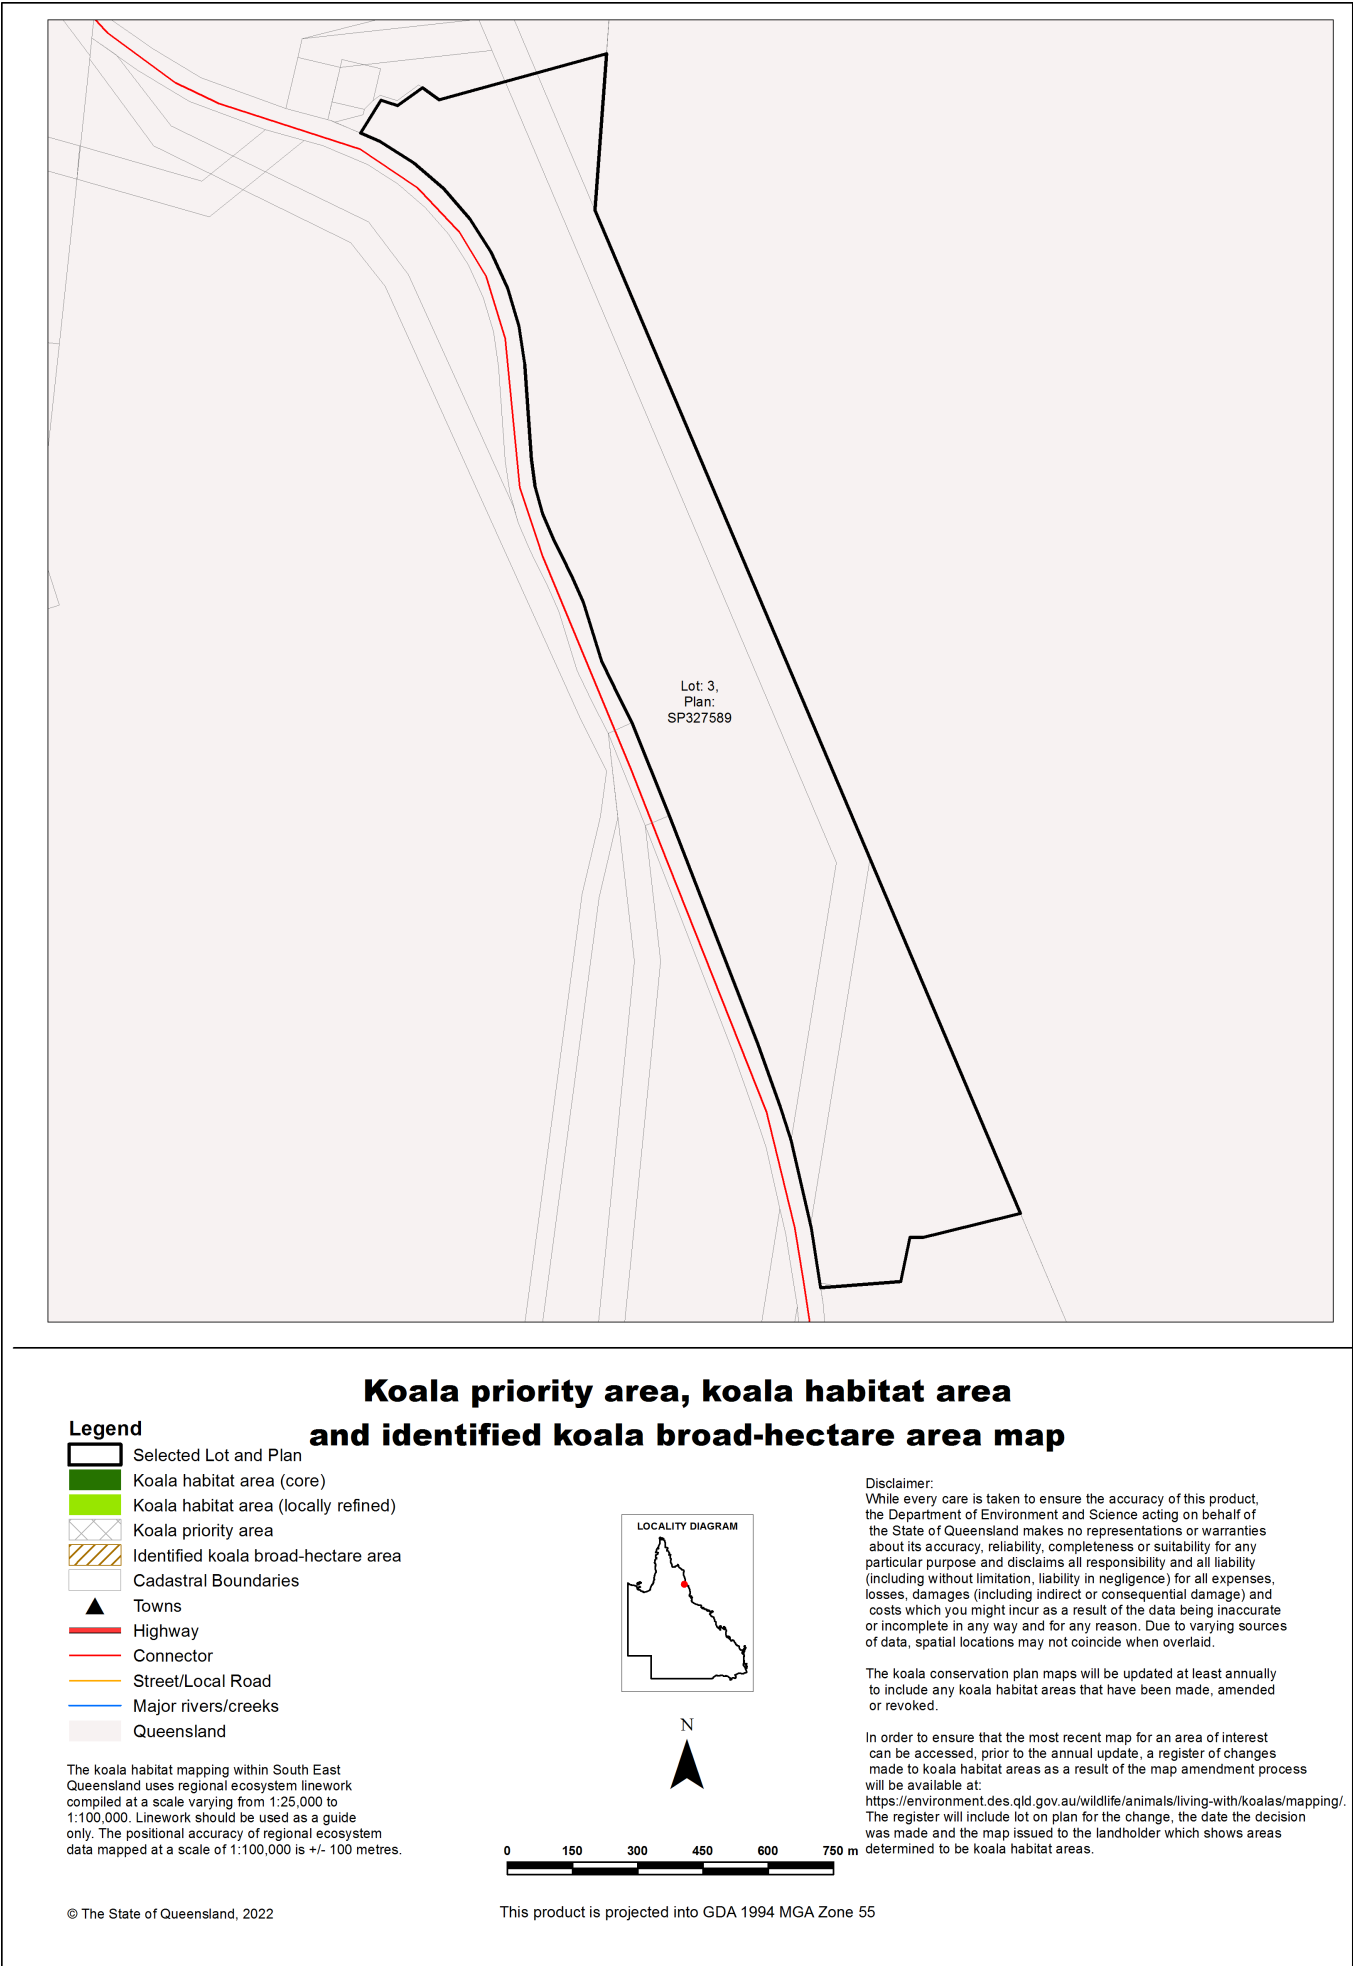 Lot: 3,
Plan:
SP327589
Koala priority area, koala habitat area
and identified koala broad-hectare area map
Legend
Selected Lot and Plan
Koala habitat area (core)
Koala habitat area (locally refined)
Koala priority area
Identified koala broad-hectare area
Cadastral Boundaries
Towns
Highway
Connector
Street/Local Road
Major rivers/creeks
Queensland
The koala habitat mapping within South East
Queensland uses regional ecosystem linework
compiled at a scale varying from 1:25,000 to
1:100,000. Linework should be used as a guide
only. The positional accuracy of regional ecosystem
data mapped at a scale of 1:100,000 is +/- 100 metres.
© The State of Queensland, 2022
LOCALITY DIAGRAM
N
0 150 300 450 600 750 m
This product is projected into GDA 1994 MGA Zone 55
Disclaimer:
While every care is taken to ensure the accuracy of this product,
the Department of Environment and Science acting on behalf of
the State of Queensland makes no representations or warranties
about its accuracy, reliability, completeness or suitability for any
particular purpose and disclaims all responsibility and all liability
(including without limitation, liability in negligence) for all expenses,
losses, damages (including indirect or consequential damage) and
costs which you might incur as a result of the data being inaccurate
or incomplete in any way and for any reason. Due to varying sources
of data, spatial locations may not coincide when overlaid.
The koala conservation plan maps will be updated at least annually
to include any koala habitat areas that have been made, amended
or revoked.
In order to ensure that the most recent map for an area of interest
can be accessed, prior to the annual update, a register of changes
made to koala habitat areas as a result of the map amendment process
will be available at:
https://environment.des.qld.gov.au/wildlife/animals/living-with/koalas/mapping/.
The register will include lot on plan for the change, the date the decision
was made and the map issued to the landholder which shows areas
determined to be koala habitat areas.